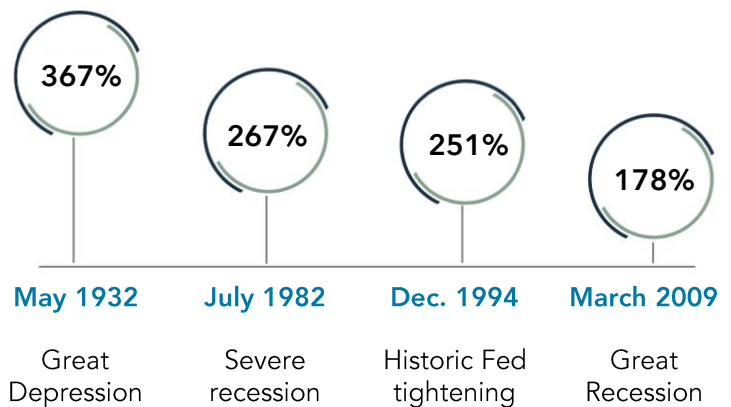 367%
267%
251%
178%
May 1932
July 1982
Dec. 1994
March 2009
Great
Depression
Severe
recession
Historic Fed
tightening
Great
Recession